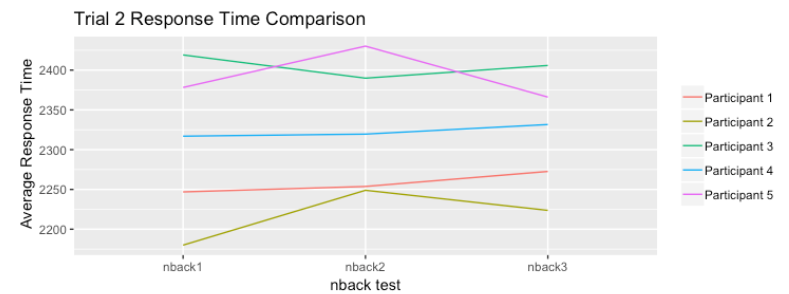 Trial 2 Response Time Comparison
Average Response Time
2400
2350
2300
2250
2200
nback1 nback2 nback3
nback test
Participant 1
Participant 2
Participant 3
Participant 4
Participant 5